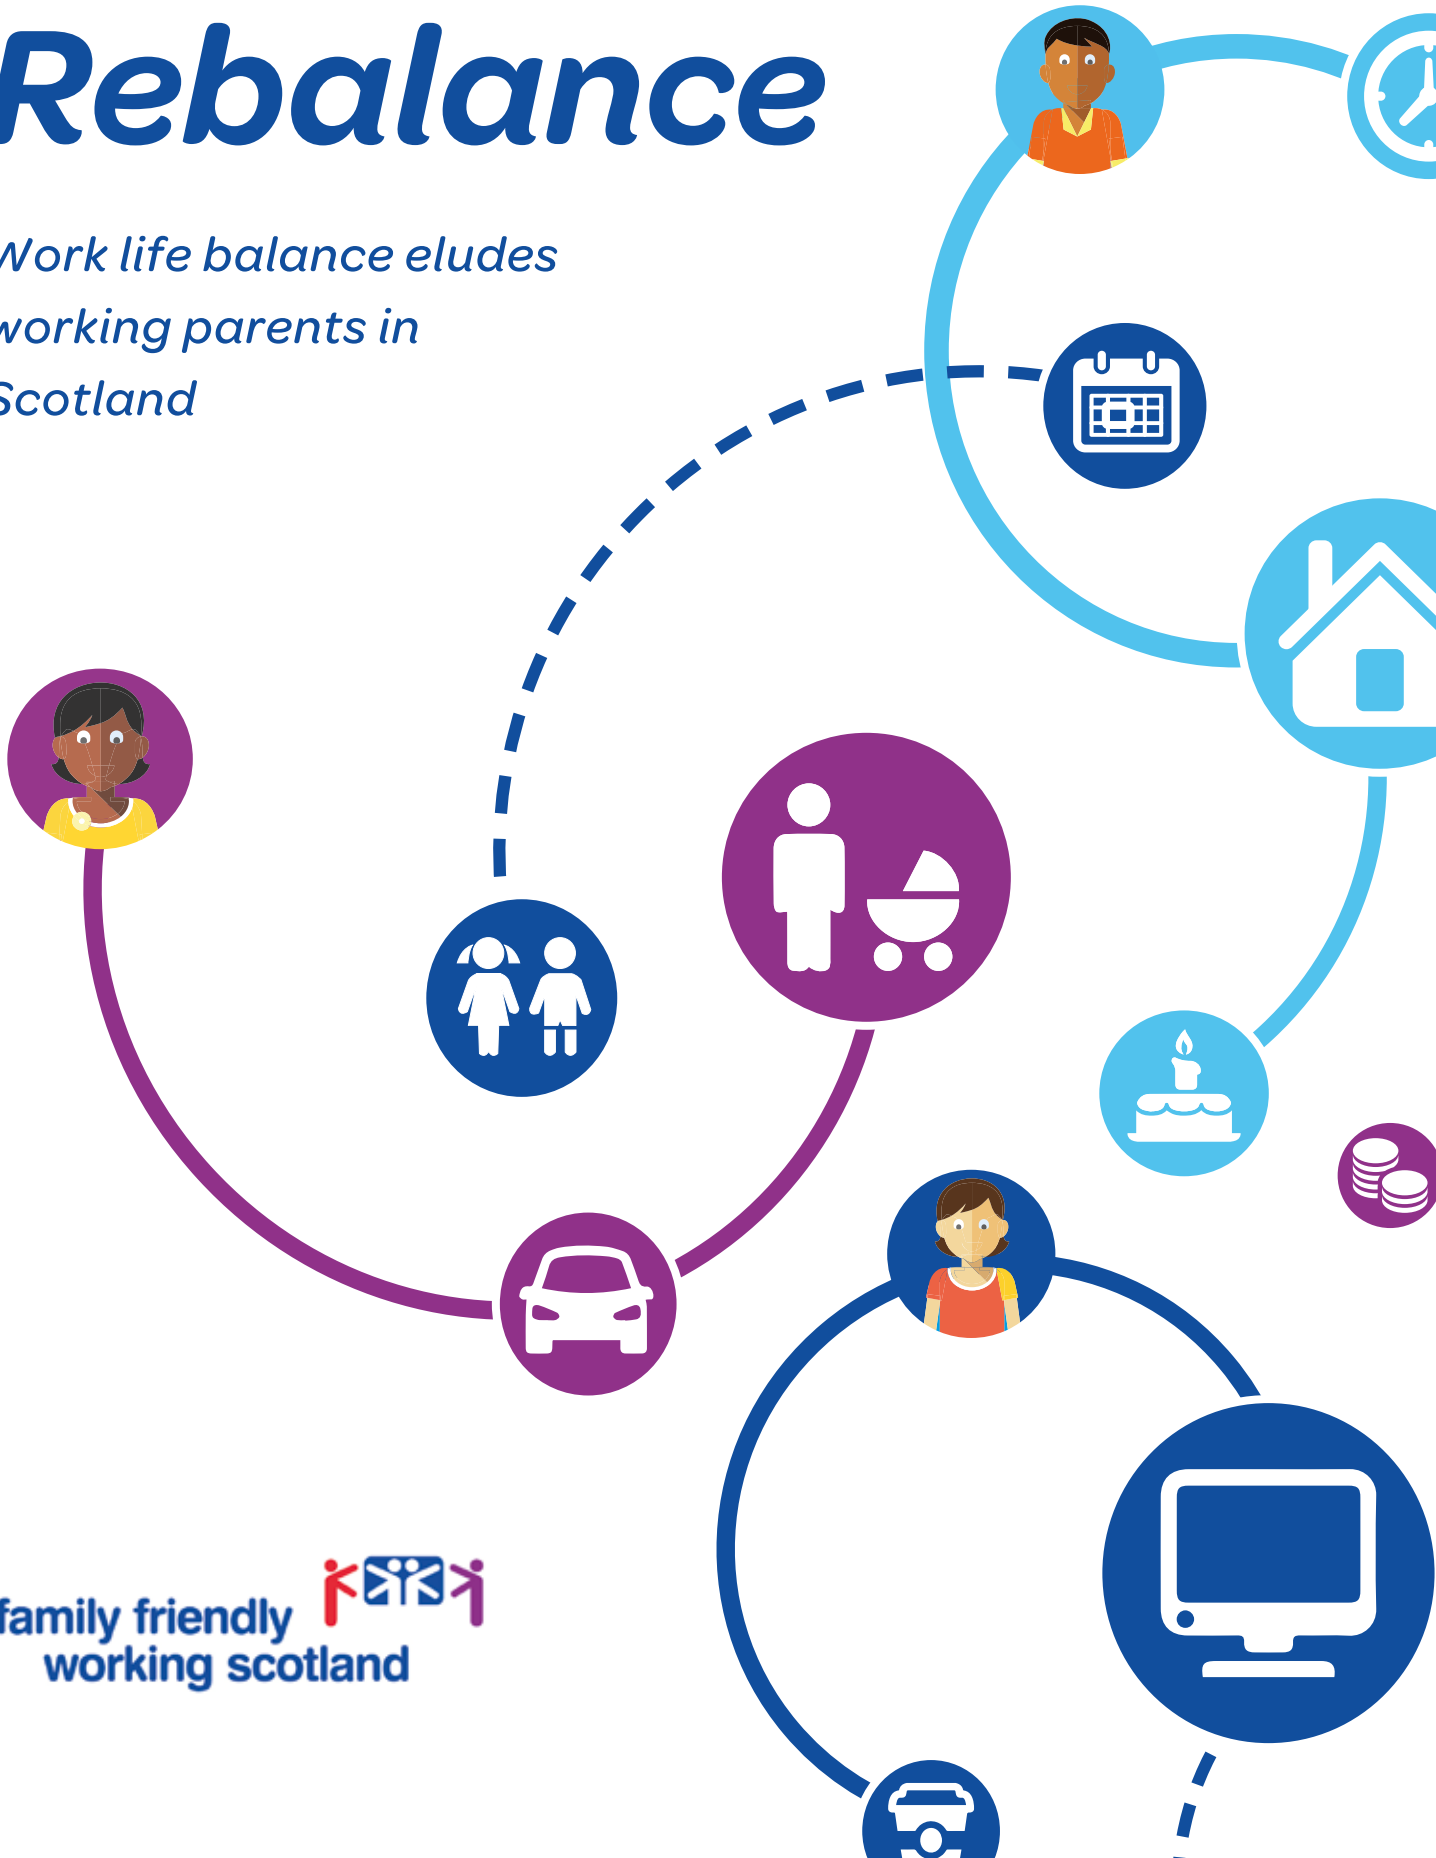 Rebalance
Work life balance eludes
working parents in
Scotland
family friendly
working scotland